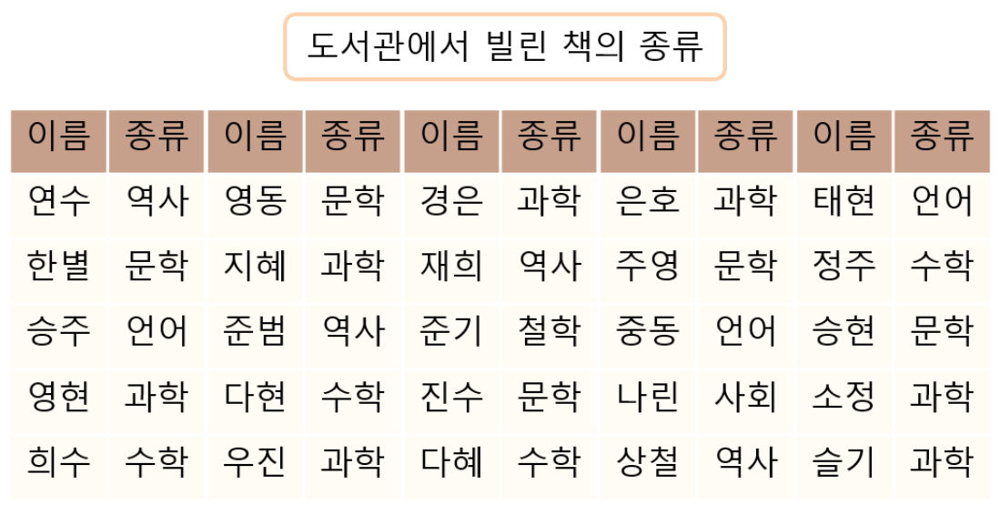 도서관에서 빌린 책의 종류
이름 종류 이름 종류 이름 종류 이름 종류 이름 종류
연수 역사 영동 문학 경은 과학 은호 과학 태현 언어
한별 문학 지혜 과학 재희 역사 주영 문학 정주 수학
승주 언어 준범 역사 준기 철학 중동 언어 승현 문학
영현 과학 다현 수학 진수 문학 나린 사회 소정 과학
희수 수학 우진 과학 다혜 수학 상철 역사 슬기 과학